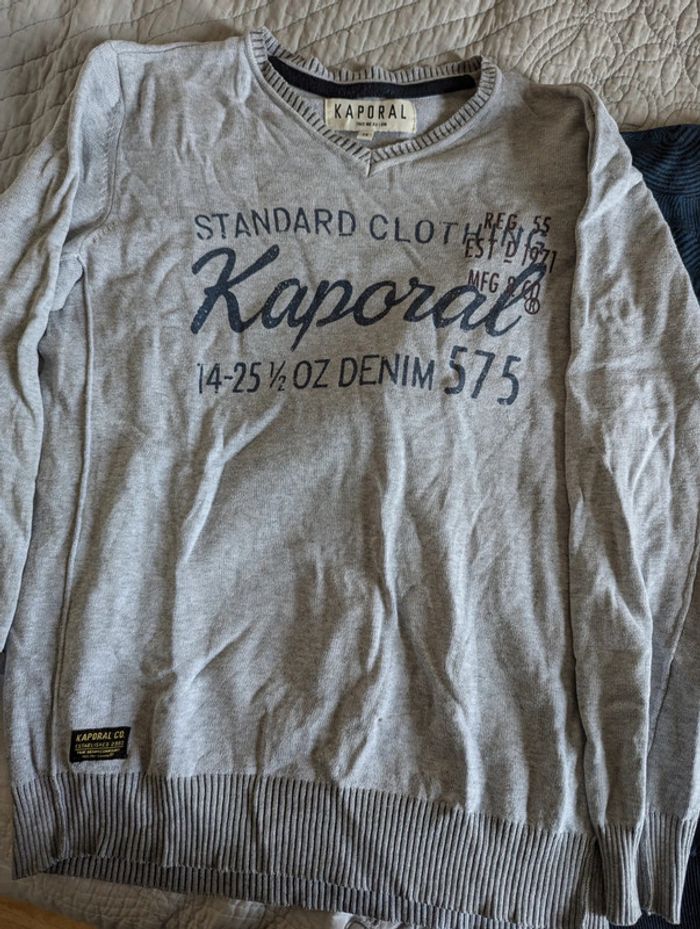 KAPORAL
STANDARD CLOTHING
REG. 55
EST D 1971
MFG & CO
Kaporal
14-25 ½ OZ DENIM 575
KAPORAL CO.